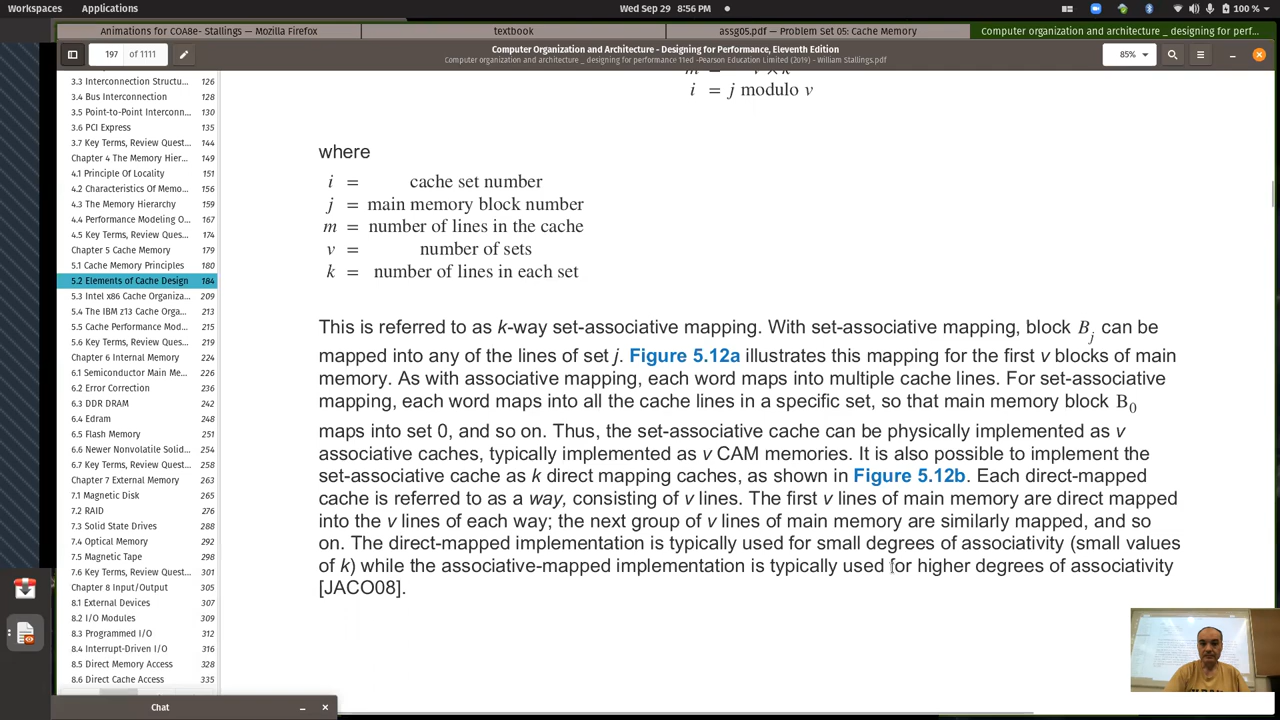 Workspaces Applications Wed Sep 29 8:56 PM 100 %
Animations for COA8e- Stallings — Mozilla Firefox textbook assg05.pdf — Problem Set 05: Cache Memory Computer organization and architecture _ designing for perf...
197 of 1111 Computer Organization and Architecture - Designing for Performance, Eleventh Edition 85%
Computer organization and architecture _ designing for performance 11ed -Pearson Education Limited (2019) - William Stallings.pdf
3.3 Interconnection Structu... 126
3.4 Bus Interconnection 128
3.5 Point-to-Point Interconn... 130
3.6 PCI Express 135
3.7 Key Terms, Review Quest... 144
Chapter 4 The Memory Hier... 149
4.1 Principle Of Locality 151
4.2 Characteristics Of Memo... 156
4.3 The Memory Hierarchy 159
4.4 Performance Modeling O... 167
4.5 Key Terms, Review Quest... 174
Chapter 5 Cache Memory 179
5.1 Cache Memory Principles 180
5.2 Elements of Cache Design 184
5.3 Intel x86 Cache Organiza... 209
5.4 The IBM z13 Cache Orga... 213
5.5 Cache Performance Mod... 215
5.6 Key Terms, Review Quest... 219
Chapter 6 Internal Memory 224
6.1 Semiconductor Main Me... 226
6.2 Error Correction 236
6.3 DDR DRAM 242
6.4 Edram 248
6.5 Flash Memory 251
6.6 Newer Nonvolatile Solid... 254
6.7 Key Terms, Review Quest... 258
Chapter 7 External Memory 263
7.1 Magnetic Disk 265
7.2 RAID 276
7.3 Solid State Drives 288
7.4 Optical Memory 292
7.5 Magnetic Tape 298
7.6 Key Terms, Review Quest... 301
Chapter 8 Input/Output 305
8.1 External Devices 307
8.2 I/O Modules 309
8.3 Programmed I/O 312
8.4 Interrupt-Driven I/O 316
8.5 Direct Memory Access 328
8.6 Direct Cache Access 335
i = j modulo v
where
i = cache set number
j = main memory block number
m = number of lines in the cache
v = number of sets
k = number of lines in each set
This is referred to as k-way set-associative mapping. With set-associative mapping, block Bj can be
mapped into any of the lines of set j. Figure 5.12a illustrates this mapping for the first v blocks of main
memory. As with associative mapping, each word maps into multiple cache lines. For set-associative
mapping, each word maps into all the cache lines in a specific set, so that main memory block B0
maps into set 0, and so on. Thus, the set-associative cache can be physically implemented as v
associative caches, typically implemented as v CAM memories. It is also possible to implement the
set-associative cache as k direct mapping caches, as shown in Figure 5.12b. Each direct-mapped
cache is referred to as a way, consisting of v lines. The first v lines of main memory are direct mapped
into the v lines of each way; the next group of v lines of main memory are similarly mapped, and so
on. The direct-mapped implementation is typically used for small degrees of associativity (small values
of k) while the associative-mapped implementation is typically used for higher degrees of associativity
[JACO08].
Chat